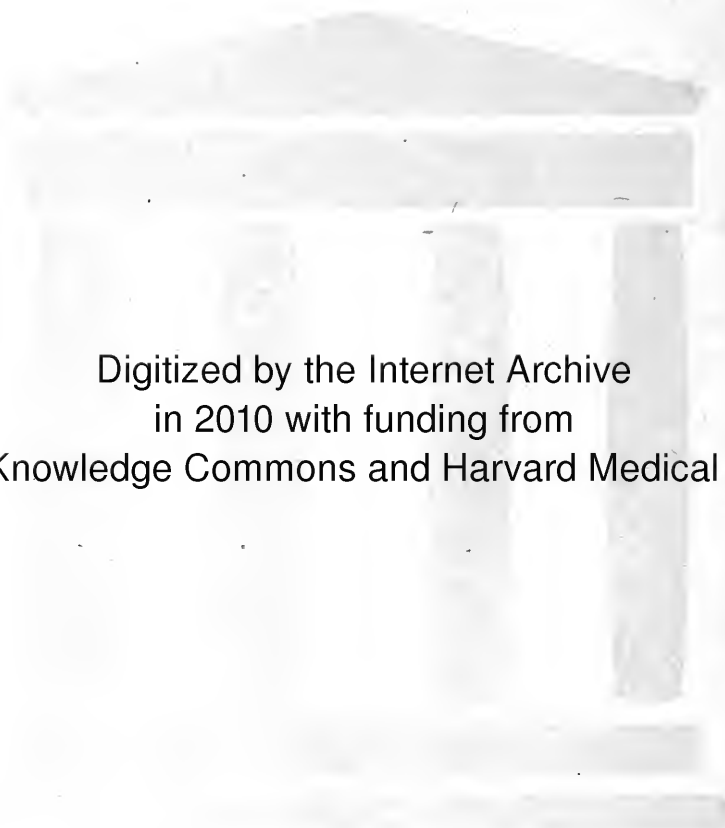 Digitized by the Internet Archive
in 2010 with funding from
Knowledge Commons and Harvard Medical